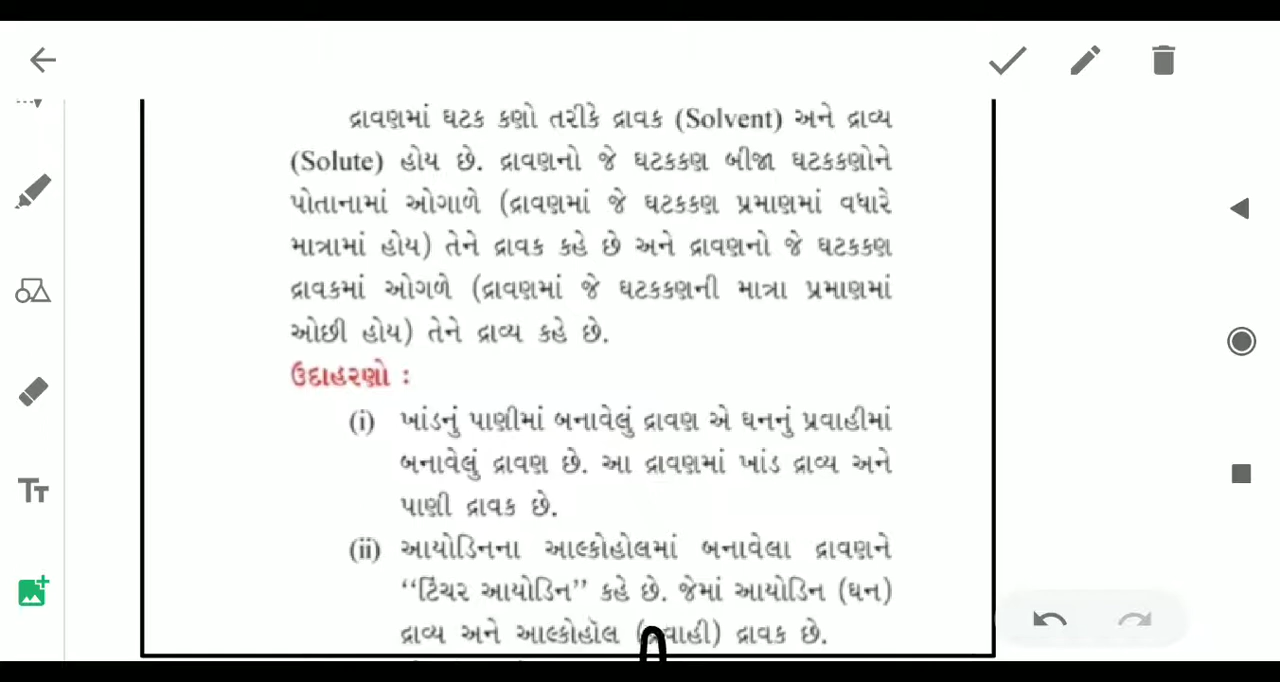 દ્રાવણમાં ઘટક કણો તરીકે દ્રાવક (Solvent) અને દ્રાવ્ય
(Solute) હોય છે. દ્રાવણનો જે ઘટકકણ બીજા ઘટકકણોને
પોતાનામાં ઓગાળે (દ્રાવણમાં જે ઘટકકણ પ્રમાણમાં વધારે
માત્રામાં હોય) તેને દ્રાવક કહે છે અને દ્રાવણનો જે ઘટકકણ
દ્રાવકમાં ઓગળે (દ્રાવણમાં જે ઘટકકણની માત્રા પ્રમાણમાં
ઓછી હોય) તેને દ્રાવ્ય કહે છે.
ઉદાહરણો :
(i) ખાંડનું પાણીમાં બનાવેલું દ્રાવણ એ ઘનનું પ્રવાહીમાં
બનાવેલું દ્રાવણ છે. આ દ્રાવણમાં ખાંડ દ્રાવ્ય અને
પાણી દ્રાવક છે.
(ii) આયોડિનના આલ્કોહોલમાં બનાવેલા દ્રાવણને
“ટિંચર આયોડિન” કહે છે. જેમાં આયોડિન (ઘન)
દ્રાવ્ય અને આલ્કોહૉલ (પ્રવાહી) દ્રાવક છે.
TT